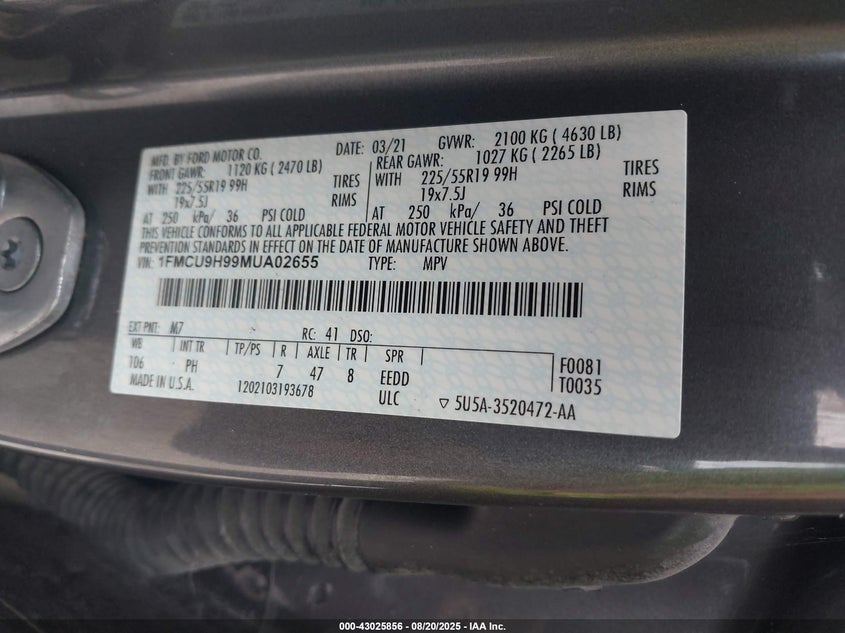 MFD. BY FORD MOTOR CO. DATE: 03/21 GVWR: 2100 KG ( 4630 LB)
FRONT GAWR: 1120 KG ( 2470 LB) REAR GAWR: 1027 KG ( 2265 LB)
WITH 225/55R19 99H TIRES WITH 225/55R19 99H TIRES
19x7.5J RIMS 19x7.5J RIMS
AT 250 kPa/ 36 PSI COLD AT 250 kPa/ 36 PSI COLD
THIS VEHICLE CONFORMS TO ALL APPLICABLE FEDERAL MOTOR VEHICLE SAFETY AND THEFT
PREVENTION STANDARDS IN EFFECT ON THE DATE OF MANUFACTURE SHOWN ABOVE.
VIN: 1FMCU9H99MUA02655 TYPE: MPV
EXT PNT: M7 RC: 41 DSO:
WB INT TR TP/PS R AXLE TR SPR
106 PH 7 47 8 EEDD F0081
MADE IN U.S.A. 1202103193678 ULC T0035
▽ 5U5A-3520472-AA
000-43025856 - 08/20/2025 - IAA Inc.